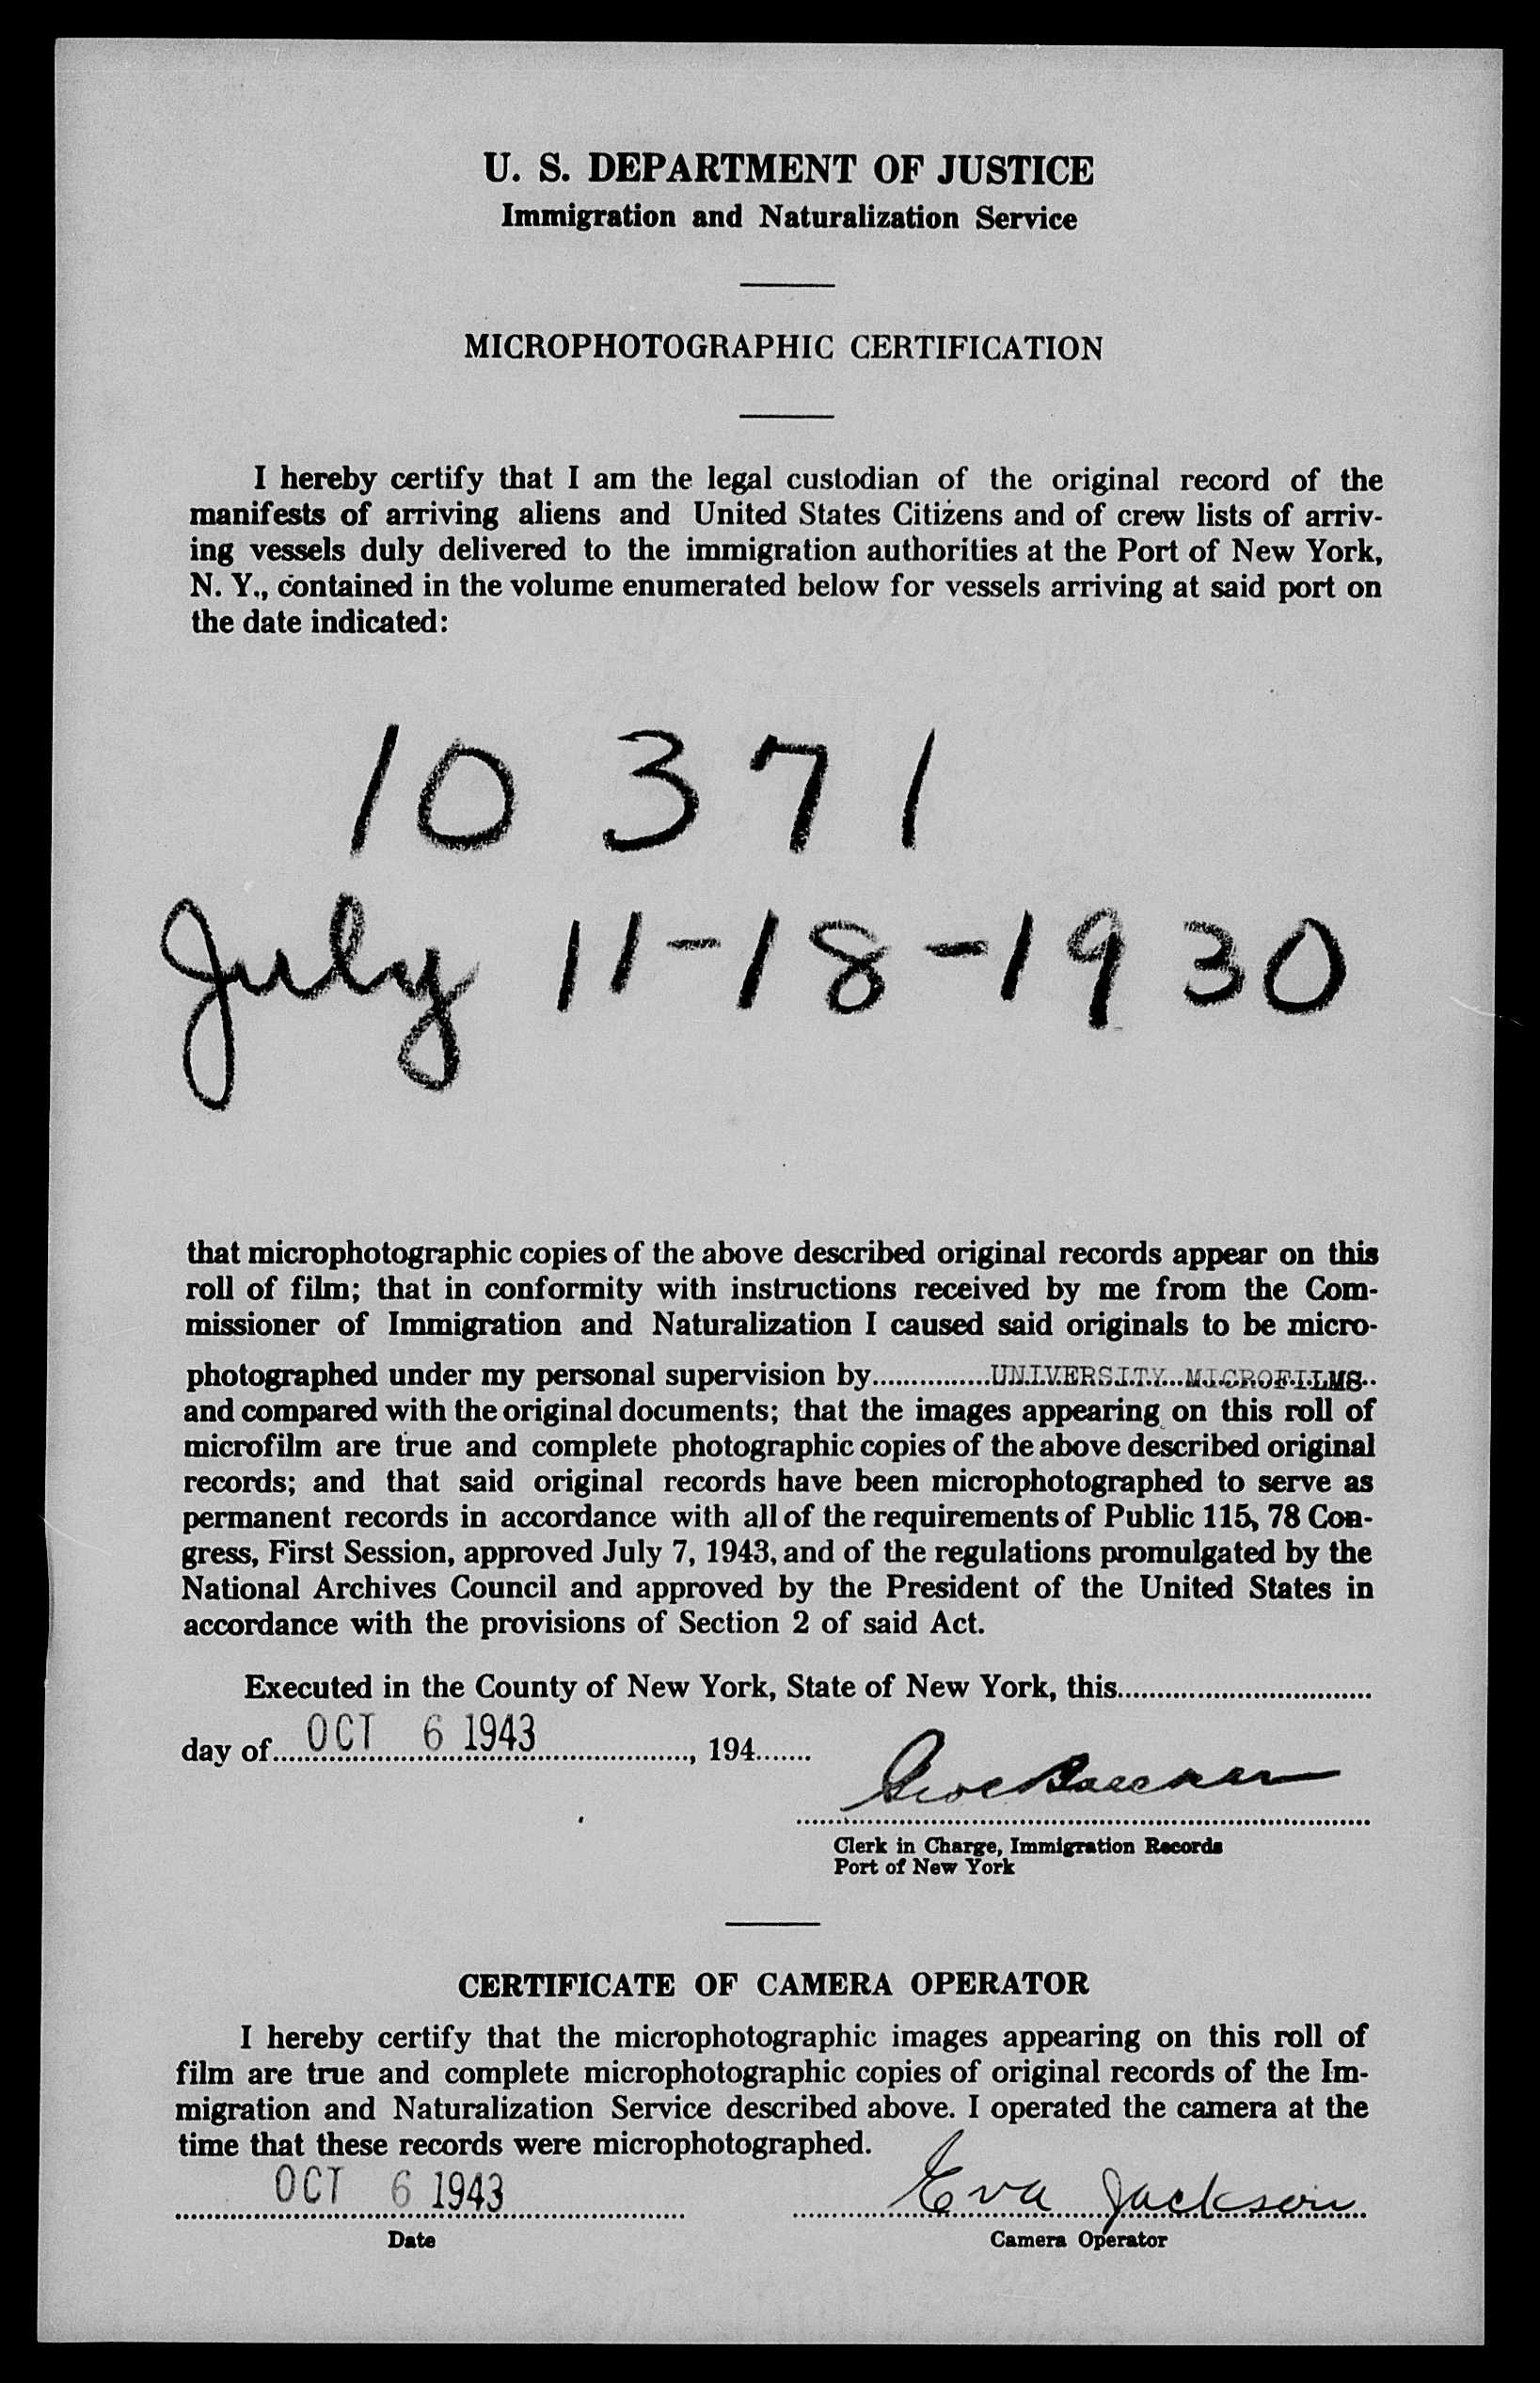 U. S. DEPARTMENT OF JUSTICE
Immigration and Naturalization Service
MICROPHOTOGRAPHIC CERTIFICATION
I hereby certify that I am the legal custodian of the original record of the
manifests of arriving aliens and United States Citizens and of crew lists of arriv-
ing vessels duly delivered to the immigration authorities at the Port of New York,
N. Y., contained in the volume enumerated below for vessels arriving at said port on
the date indicated:
10371
July 11-18-1930
that microphotographic copies of the above described original records appear on this
roll of film; that in conformity with instructions received by me from the Com-
missioner of Immigration and Naturalization I caused said originals to be micro-
photographed under my personal supervision by UNIVERSITY MICROFILMS
and compared with the original documents; that the images appearing on this roll of
microfilm are true and complete photographic copies of the above described original
records; and that said original records have been microphotographed to serve as
permanent records in accordance with all of the requirements of Public 115, 78 Con-
gress, First Session, approved July 7, 1943, and of the regulations promulgated by the
National Archives Council and approved by the President of the United States in
accordance with the provisions of Section 2 of said Act.
Executed in the County of New York, State of New York, this
day of OCT 6 1943, 194
Clerk in Charge, Immigration Records
Port of New York
CERTIFICATE OF CAMERA OPERATOR
I hereby certify that the microphotographic images appearing on this roll of
film are true and complete microphotographic copies of original records of the Im-
migration and Naturalization Service described above. I operated the camera at the
time that these records were microphotographed.
OCT 6 1943 Eva Jackson
Date Camera Operator